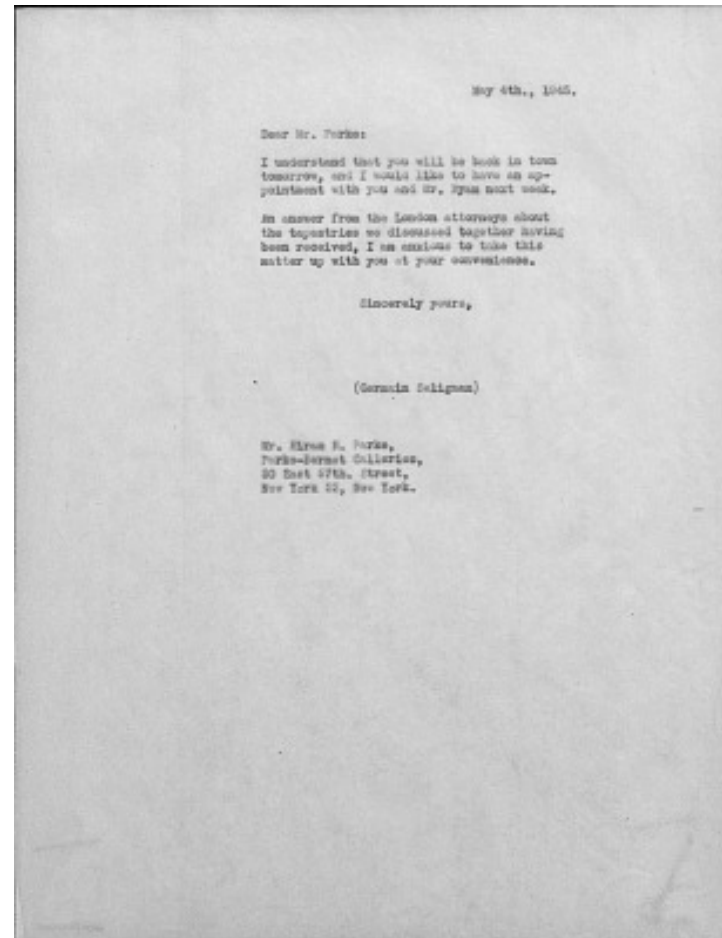 May 4th., 1945.
Dear Mr. Parke:
I understand that you will be back in town
tomorrow, and I would like to have an ap-
pointment with you and Mr. Ryan next week.
An answer from the London attorneys about
the tapestries we discussed together having
been received, I am anxious to take this
matter up with you at your convenience.
Sincerely yours,
(Germain Seligman)
Mr. Hiram H. Parke,
Parke-Bernet Galleries,
30 East 57th. Street,
New York 22, New York.